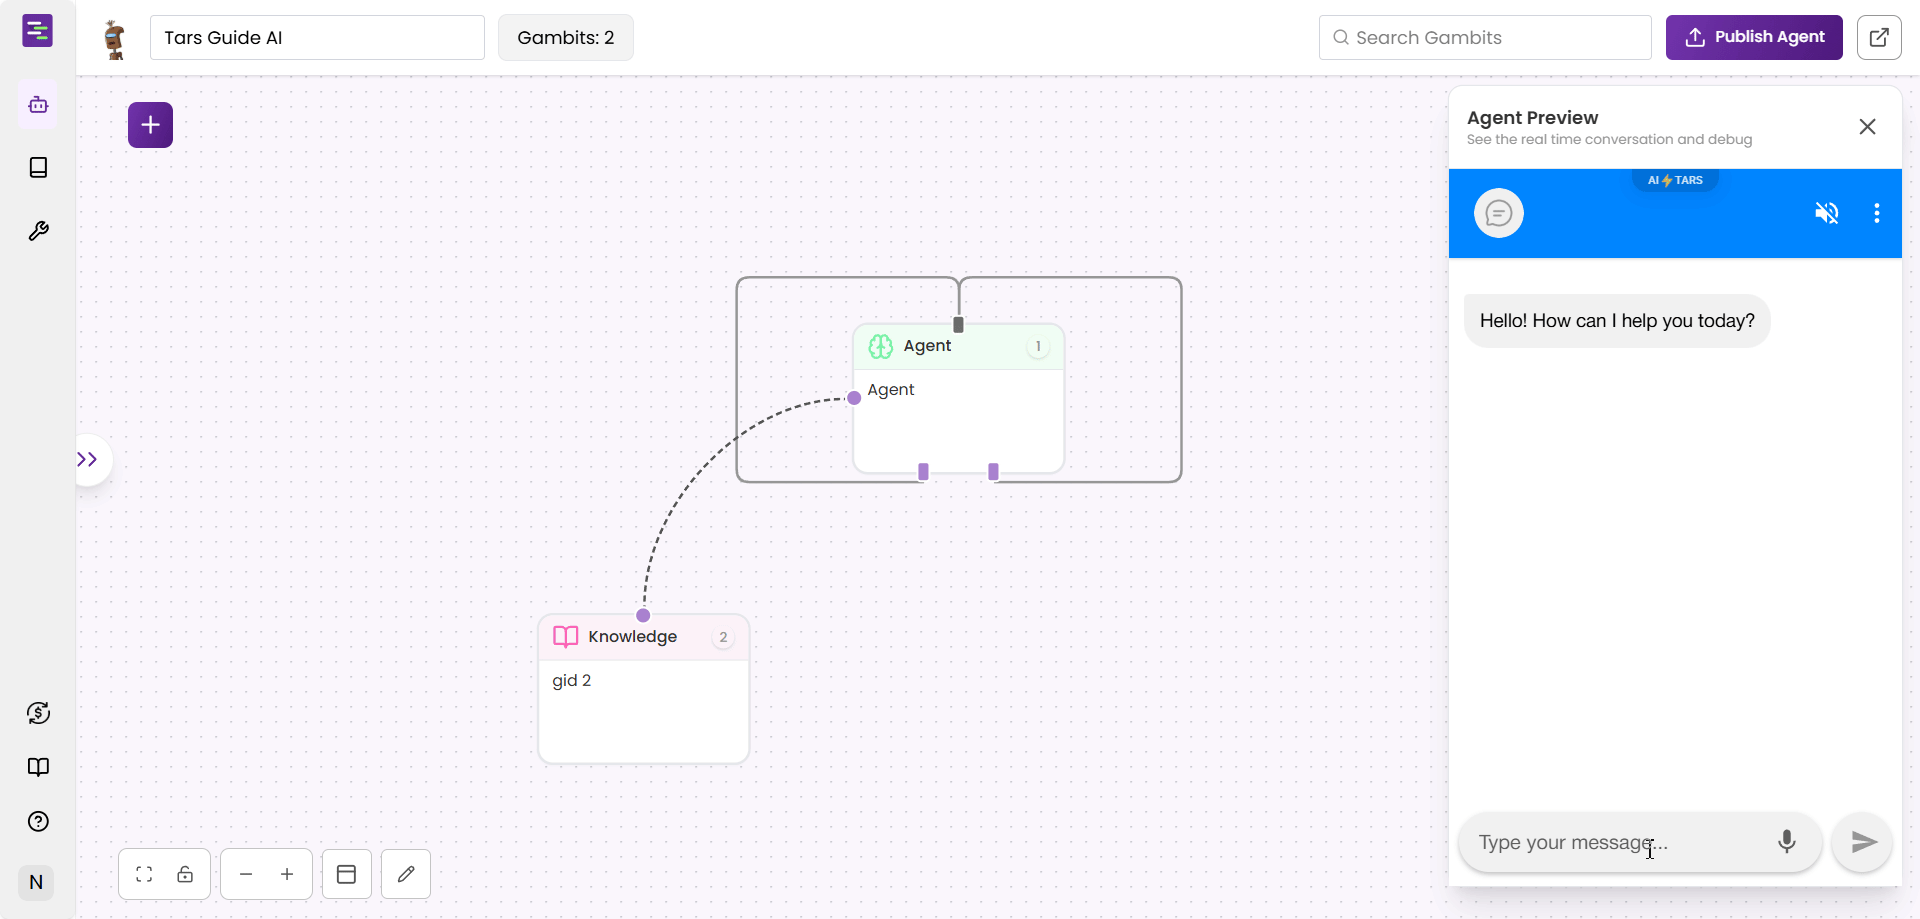 Tars Guide AI
Gambits: 2
Search Gambits
Publish Agent
Agent Preview
See the real time conversation and debug
AI⚡TARS
Hello! How can I help you today?
Agent
1
Agent
Knowledge
2
gid 2
Type your message...
N